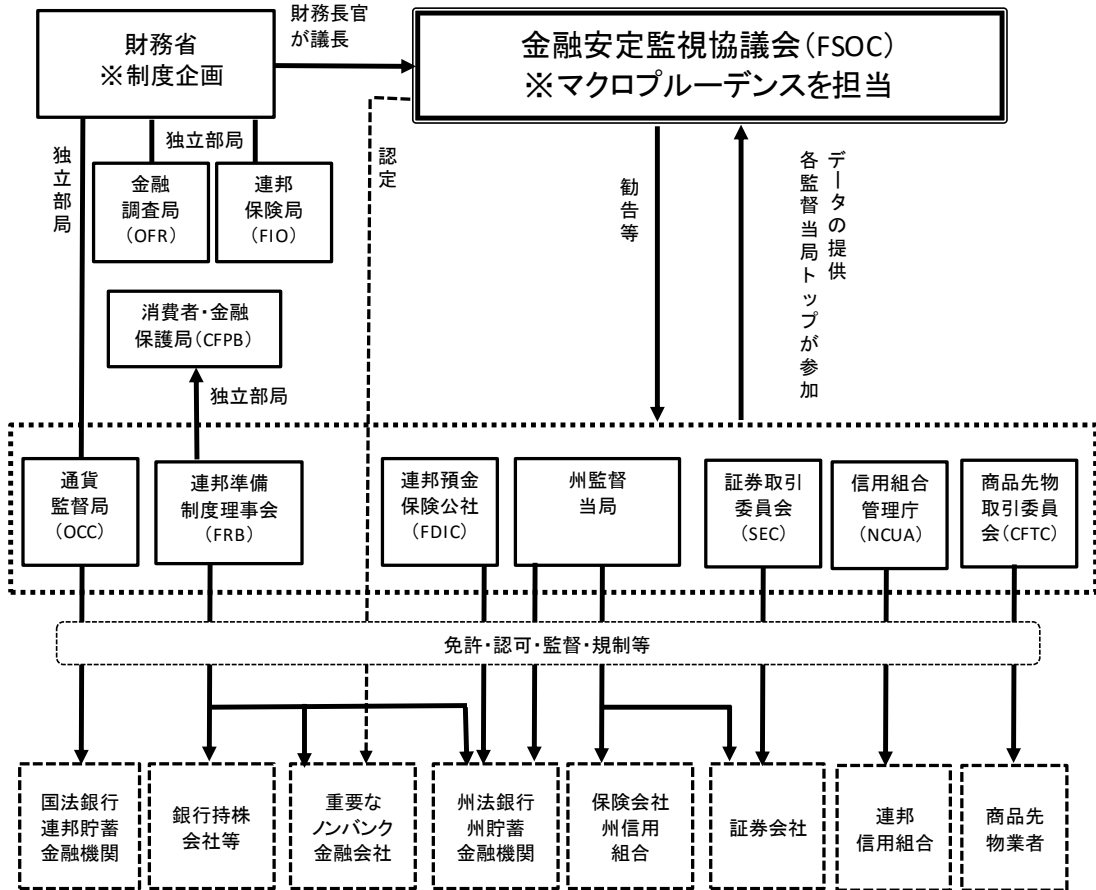 財務省
※制度企画
財務長官
が議長
金融安定監視協議会(FSOC)
※マクロプルーデンスを担当
独立部局
独立部局
金融
調査局
(OFR)
連邦
保険局
(FIO)
認定
勧告等
データの提供
各監督当局トップが参加
消費者・金融
保護局(CFPB)
独立部局
通貨
監督局
(OCC)
連邦準備
制度理事会
(FRB)
連邦預金
保険公社
(FDIC)
州監督
当局
証券取引
委員会
(SEC)
信用組合
管理庁
(NCUA)
商品先物
取引委員
会(CFTC)
免許・認可・監督・規制等
国法銀行
連邦貯蓄
金融機関
銀行持株
会社等
重要な
ノンバンク
金融会社
州法銀行
州貯蓄
金融機関
保険会社
州信用
組合
証券会社
連邦
信用組合
商品先
物業者